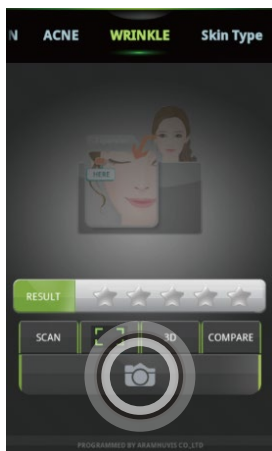 N ACNE WRINKLE Skin Type
HERE
RESULT
SCAN 3D COMPARE
PROGRAMMED BY ARAMHUVIS CO.,LTD